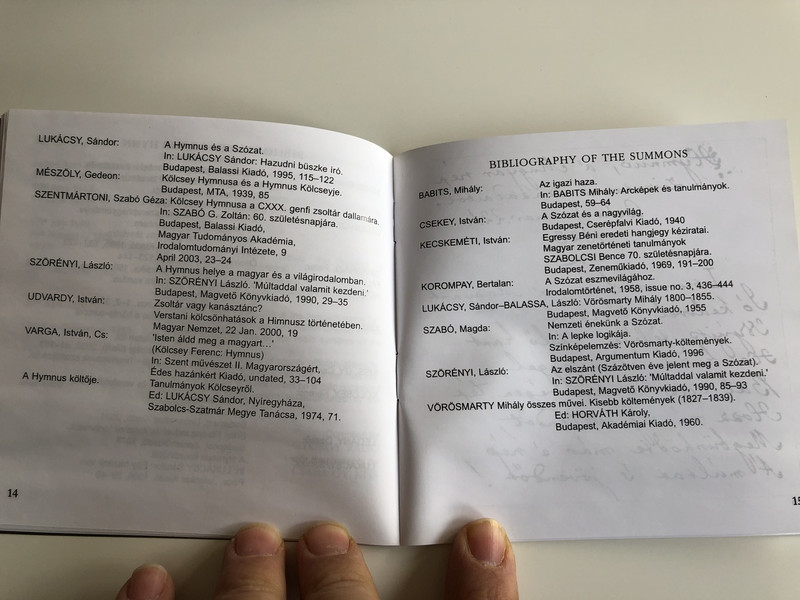 LUKÁCSY, Sándor: A Hymnus és a Szózat.
In: LUKÁCSY Sándor: Hazudni büszke író.
Budapest, Balassi Kiadó, 1995, 115–122
MÉSZÖLY, Gedeon: Kölcsey Hymnusa és a Hymnus Kölcseyje.
Budapest, MTA, 1939, 85
SZENTMÁRTONI, Szabó Géza: Kölcsey Hymnusa a CXXX. genfi zsoltár dallamára.
In: SZABÓ G. Zoltán: 60. születésnapjára.
Budapest, Balassi Kiadó,
Magyar Tudományos Akadémia,
Irodalomtudományi Intézete, 9
April 2003, 23–24
SZÖRÉNYI, László: A Hymnus helye a magyar és a világirodalomban.
In: SZÖRÉNYI László. 'Múltaddal valamit kezdeni.'
Budapest, Magvető Könyvkiadó, 1990, 29–35
UDVARDY, István: Zsoltár vagy kanásztánc?
Verstani kölcsönhatások a Himnusz történetében.
Magyar Nemzet, 22 Jan. 2000, 19
VARGA, István, Cs: 'Isten áldd meg a magyart…'
(Kölcsey Ferenc: Hymnus)
In: Szent művészet II. Magyarországért,
Édes hazánkért Kiadó, undated, 33–104
A Hymnus költője. Tanulmányok Kölcseyről.
Ed: LUKÁCSY Sándor, Nyiregyháza,
Szabolcs-Szatmár Megye Tanácsa, 1974, 71.
14
BIBLIOGRAPHY OF THE SUMMONS
BABITS, Mihály: Az igazi haza.
In: BABITS Mihály: Arcképek és tanulmányok.
Budapest, 59–64
CSEKEY, István: A Szózat és a nagyvilág.
Budapest, Cserépfalvi Kiadó, 1940
KECSKEMÉTI, István: Egressy Béni eredeti hangjegy kéziratai.
Magyar zenetörténeti tanulmányok
SZABOLCSI Bence 70. születésnapjára.
Budapest, Zeneműkiadó, 1969, 191–200
KOROMPAY, Bertalan: A Szózat eszmevilágához.
Irodalomtörténet, 1958, issue no. 3, 436–444
LUKÁCSY, Sándor–BALASSA, László: Vörösmarty Mihály 1800–1855.
Budapest, Magvető Könyvkiadó, 1955
SZABÓ, Magda: Nemzeti énekünk a Szózat.
In: A lepke logikája.
Színképelemzés: Vörösmarty-költemények.
Budapest, Argumentum Kiadó, 1996
SZÖRÉNYI, László: Az elszánt (Százötven éve jelent meg a Szózat).
In: SZÖRÉNYI László: 'Múltaddal valamit kezdeni.'
Budapest, Magvető Könyvkiadó, 1990, 85–93
VÖRÖSMARTY Mihály összes művei. Kisebb költemények (1827–1839).
Ed: HORVÁTH Károly,
Budapest, Akadémiai Kiadó, 1960.